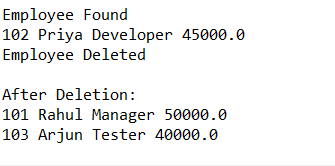 Employee Found
102 Priya Developer 45000.0
Employee Deleted
After Deletion:
101 Rahul Manager 50000.0
103 Arjun Tester 40000.0